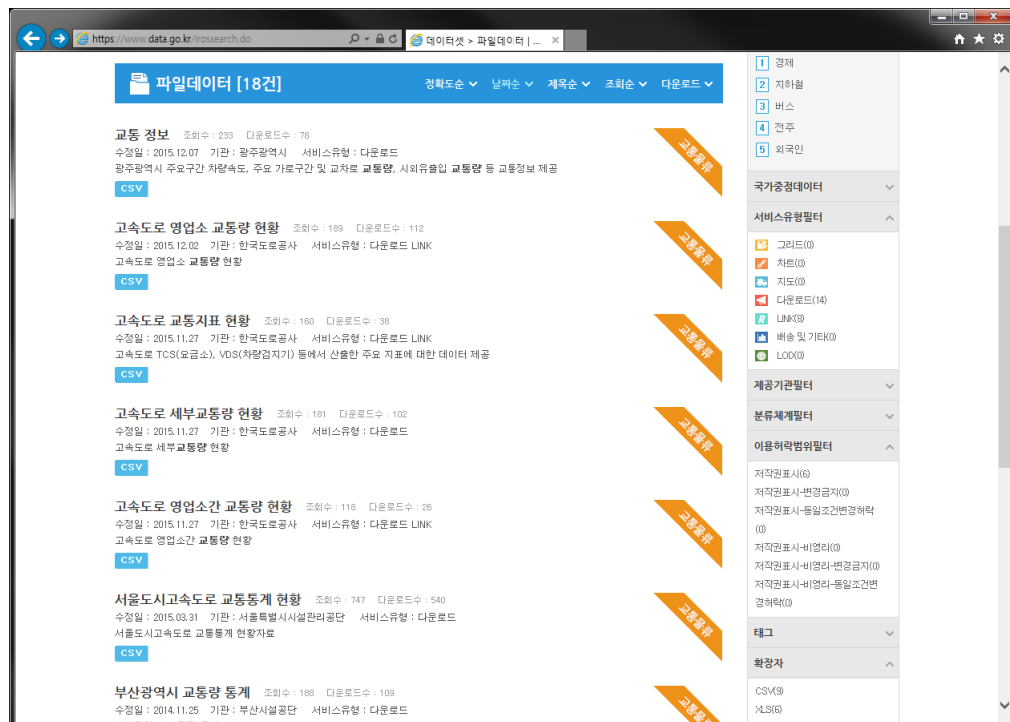 https://www.data.go.kr/irossearch.do
데이터셋 > 파일데이터 | ...
파일데이터 [18건]
정확도순 날짜순 제목순 조회순 다운로드
교통 정보 조회수 : 233 다운로드수 : 78
수정일 : 2015.12.07 기관 : 광주광역시 서비스유형 : 다운로드
광주광역시 주요구간 차량속도, 주요 가로구간 및 교차로 교통량, 시외유출입 교통량 등 교통정보 제공
CSV
교통물류
고속도로 영업소 교통량 현황 조회수 : 189 다운로드수 : 112
수정일 : 2015.12.02 기관 : 한국도로공사 서비스유형 : 다운로드 LINK
고속도로 영업소 교통량 현황
CSV
교통물류
고속도로 교통지표 현황 조회수 : 160 다운로드수 : 38
수정일 : 2015.11.27 기관 : 한국도로공사 서비스유형 : 다운로드 LINK
고속도로 TCS(요금소), VDS(차량검지기) 등에서 산출한 주요 지표에 대한 데이터 제공
CSV
교통물류
고속도로 세부교통량 현황 조회수 : 181 다운로드수 : 102
수정일 : 2015.11.27 기관 : 한국도로공사 서비스유형 : 다운로드
고속도로 세부교통량 현황
CSV
교통물류
고속도로 영업소간 교통량 현황 조회수 : 118 다운로드수 : 26
수정일 : 2015.11.27 기관 : 한국도로공사 서비스유형 : 다운로드 LINK
고속도로 영업소간 교통량 현황
CSV
교통물류
서울도시고속도로 교통통계 현황 조회수 : 747 다운로드수 : 540
수정일 : 2015.03.31 기관 : 서울특별시시설관리공단 서비스유형 : 다운로드
서울도시고속도로 교통통계 현황자료
CSV
교통물류
부산광역시 교통량 통계 조회수 : 188 다운로드수 : 109
수정일 : 2014.11.25 기관 : 부산시설공단 서비스유형 : 다운로드
교통물류
1 경제
2 지하철
3 버스
4 전주
5 외국인
국가중점데이터
서비스유형필터
그리드(0)
차트(0)
지도(0)
다운로드(14)
LINK(8)
배송 및 기타(0)
LOD(0)
제공기관필터
분류체계필터
이용허락범위필터
저작권표시(6)
저작권표시-변경금지(0)
저작권표시-동일조건변경허락
(0)
저작권표시-비영리(0)
저작권표시-비영리-변경금지(0)
저작권표시-비영리-동일조건변
경허락(0)
태그
확장자
CSV(9)
XLS(6)